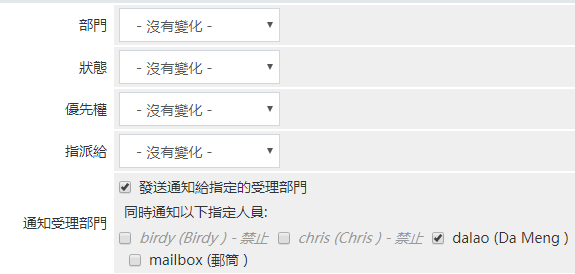 部門 - 沒有變化 -
狀態 - 沒有變化 -
優先權 - 沒有變化 -
指派給 - 沒有變化 -
發送通知給指定的受理部門
通知受理部門 同時通知以下指定人員:
birdy (Birdy ) - 禁止 chris (Chris ) - 禁止 dalao (Da Meng )
mailbox (郵筒 )